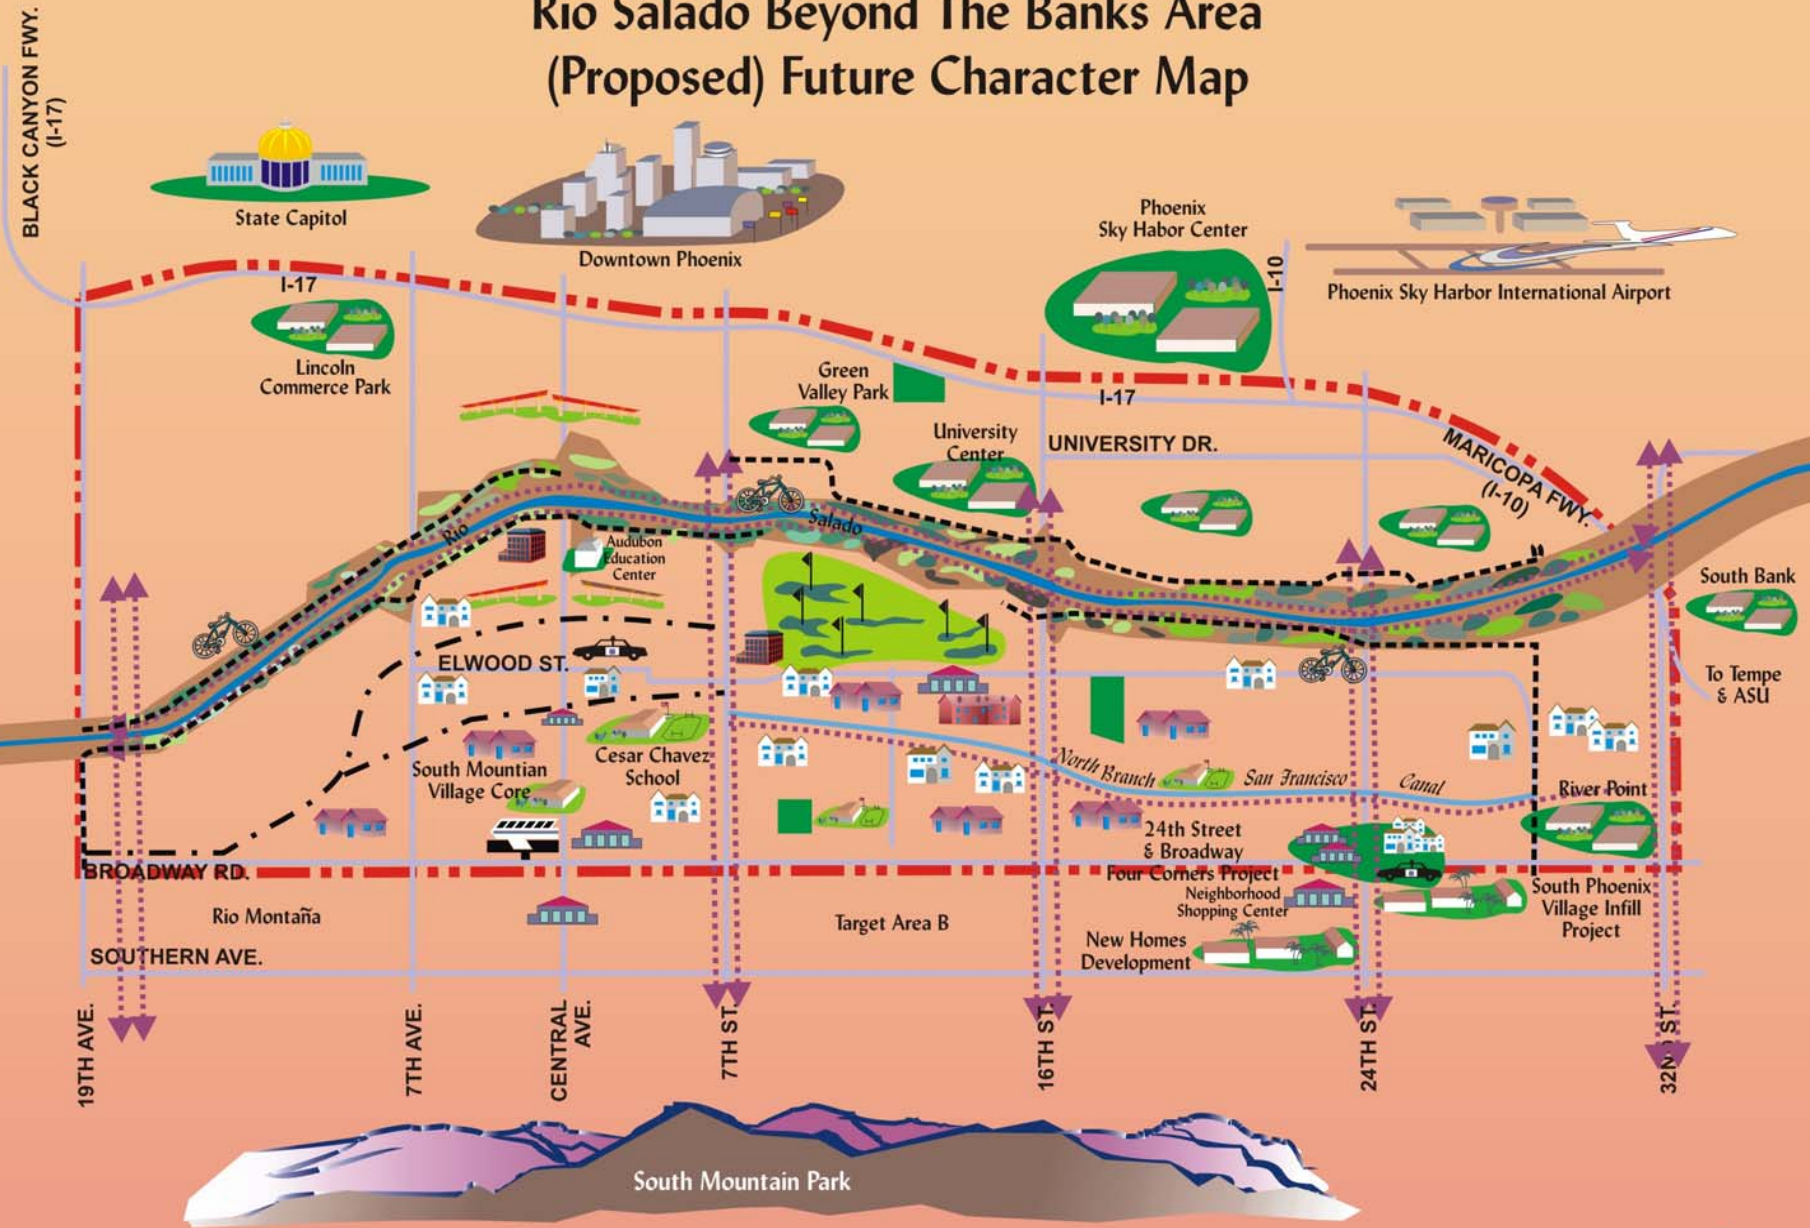 Rio Salado Beyond The Banks Area
(Proposed) Future Character Map
BLACK CANYON FWY.
(I-17)
State Capitol
Downtown Phoenix
Phoenix
Sky Habor Center
I-10
Phoenix Sky Harbor International Airport
I-17
Lincoln
Commerce Park
Green
Valley Park
I-17
University
Center
UNIVERSITY DR.
MARICOPA FWY.
(I-10)
Rio
Salado
Audubon
Education
Center
South Bank
To Tempe
& ASU
ELWOOD ST.
Cesar Chavez
School
South Mountian
Village Core
North Branch
San Francisco
Canal
River Point
24th Street
& Broadway
Four Corners Project
BROADWAY RD.
Neighborhood
Shopping Center
South Phoenix
Village Infill
Project
Rio Montaña
Target Area B
New Homes
Development
SOUTHERN AVE.
19TH AVE.
7TH AVE.
CENTRAL
AVE.
7TH ST.
16TH ST.
24TH ST.
32ND ST.
South Mountain Park